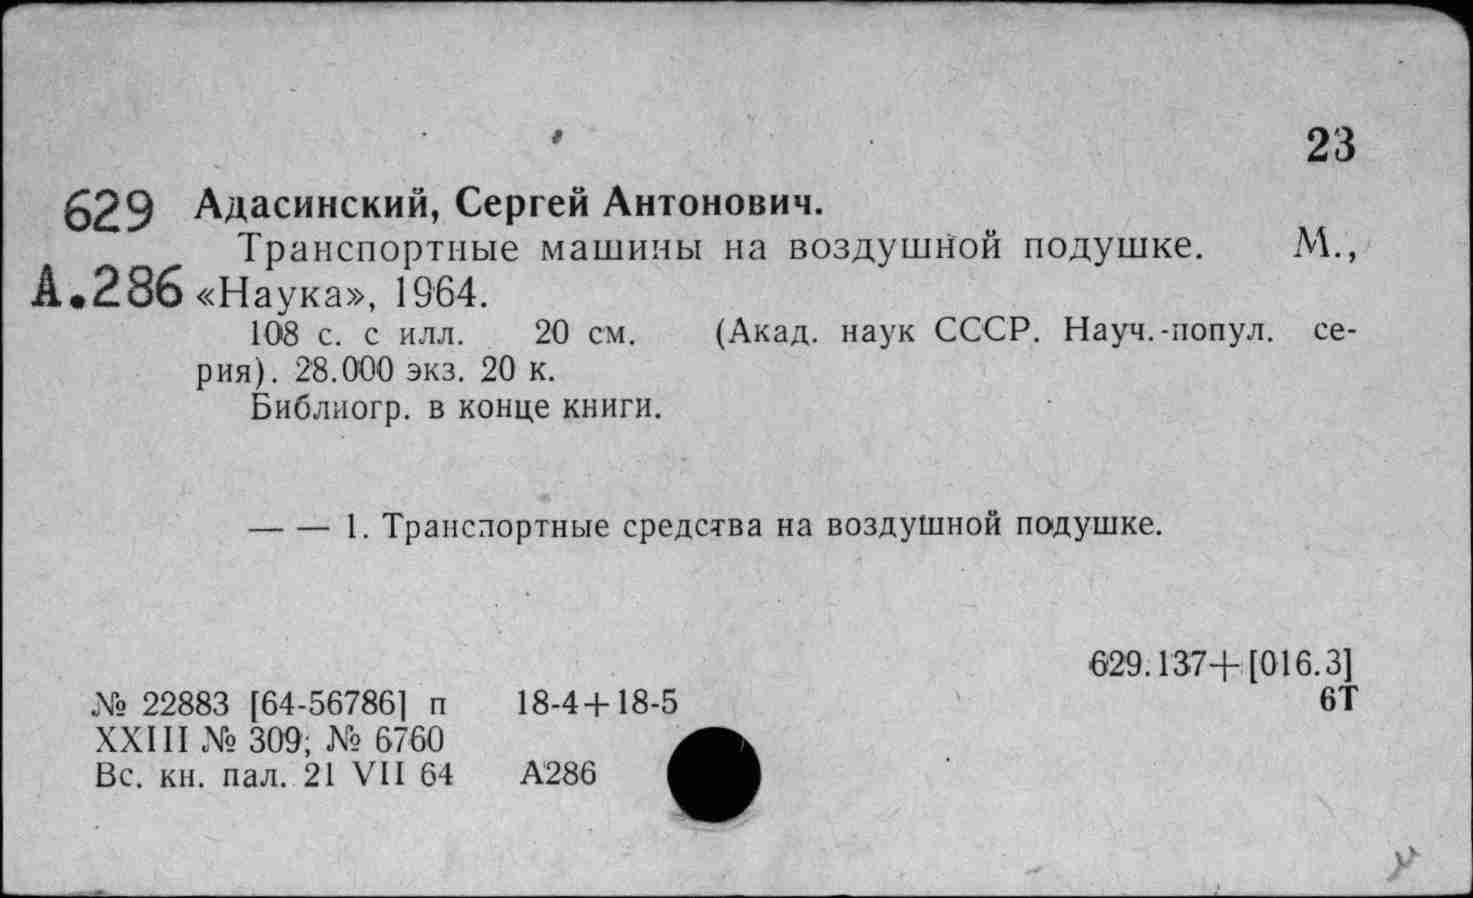 23
629 Адасинский, Сергей Антонович.
Транспортные машины на воздушной подушке. М.,
А.286 «Наука», 1964.
108 с. с илл. 20 см. (Акад. наук СССР. Науч.-попул. се-
рия). 28.000 экз. 20 к.
Библиогр. в конце книги.
— — 1. Транспортные средства на воздушной подушке.
629.137+[016.3]
6Т
№ 22883 [64-56786] п 18-4+18-5
XXIII № 309; № 6760
Вс. кн. пал. 21 VII 64 А286